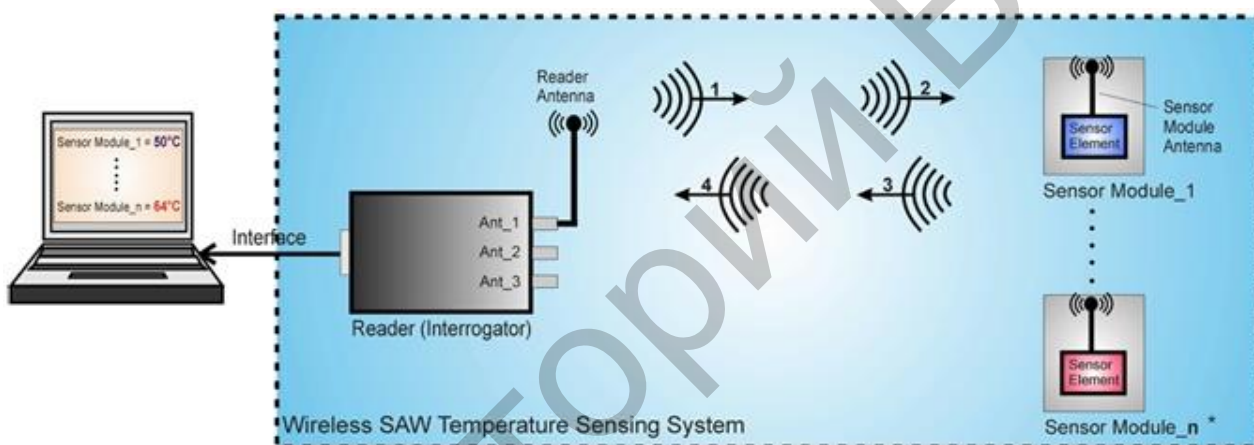 Sensor Module_1 = 50°C
Sensor Module_n = 64°C
Interface
Reader
Antenna
Ant_1
Ant_2
Ant_3
Reader (Interrogator)
1
2
4
3
Sensor
Element
Sensor
Module
Antenna
Sensor Module_1
Sensor
Element
Sensor Module_n *
Wireless SAW Temperature Sensing System
торий В